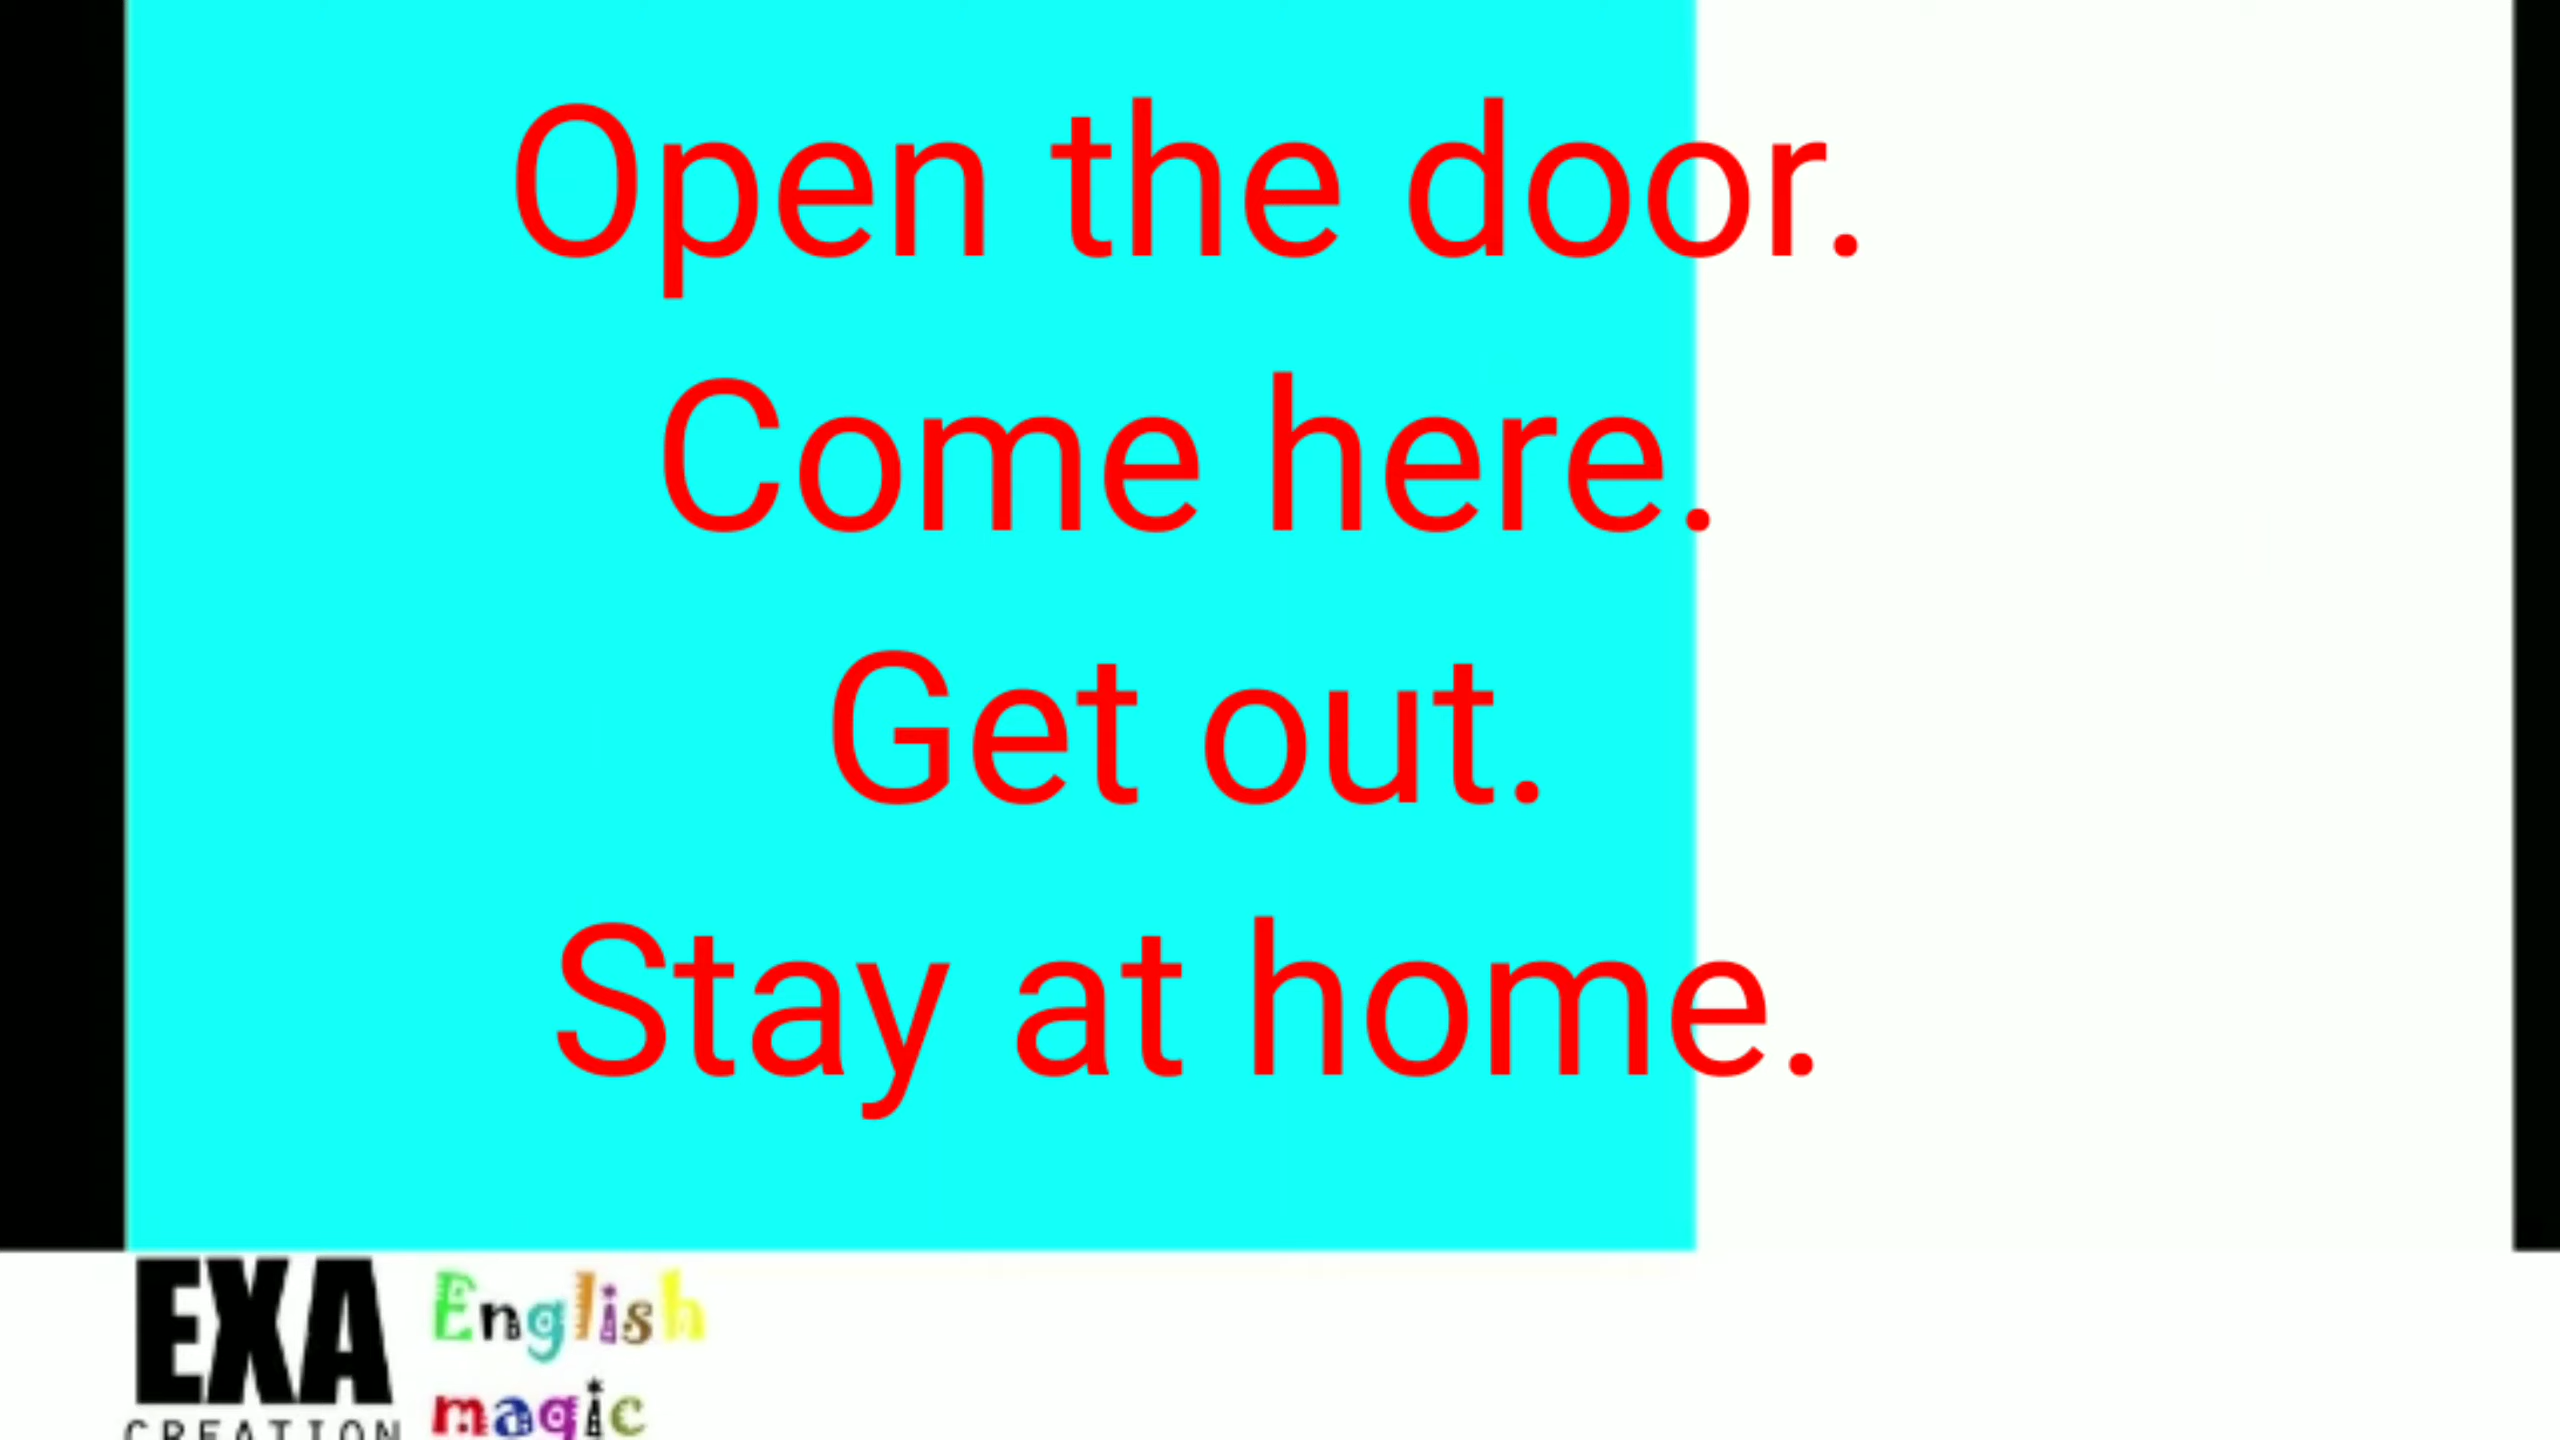 Open the door.
Come here.
Get out.
Stay at home.
EXA
CREATION
English
magic